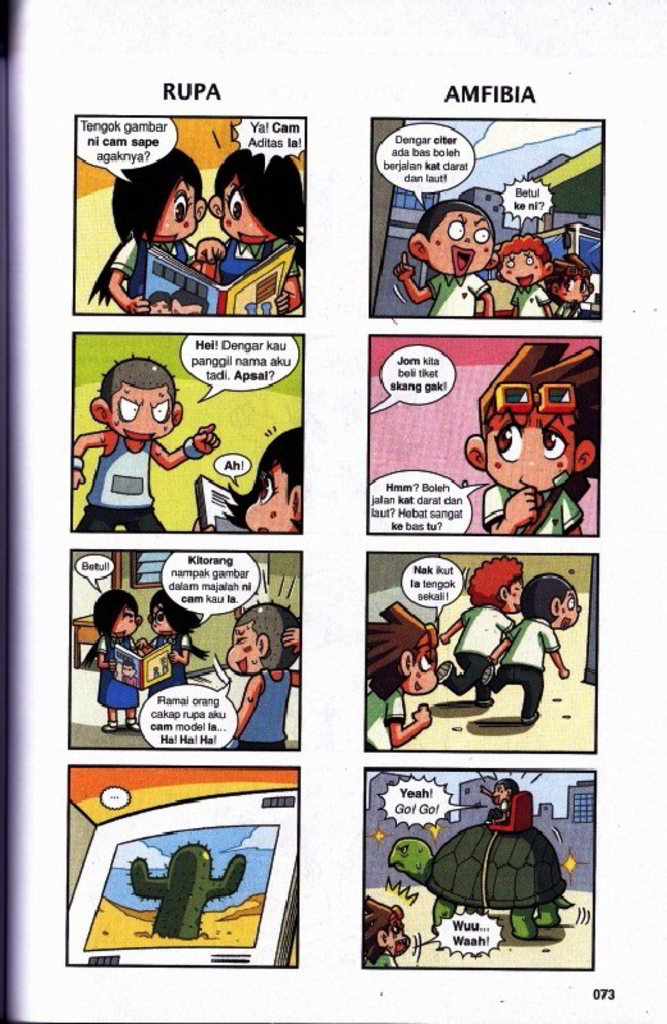 RUPA
Tengok gambar
ni cam sape
agaknya?
Ya! Cam
Aditas la!
Hei! Dengar kau
panggil nama aku
tadi. Apsal?
Ah!
Betul!
Kitorang
nampak gambar
dalam majalah ni
cam kau la.
Ramai orang
cakap rupa aku
cam model la...
Ha! Ha! Ha!
...
AMFIBIA
Dengar citer
ada bas boleh
berjalan kat darat
dan laut!!
Betul
ke ni?
Jom kita
beli tiket
skang gak!!
Hmm? Boleh
jalan kat darat dan
laut? Hebat sangat
ke bas tu?
Nak ikut
la tengok
sekali!
Yeah!
Go! Go!
Wuu...
Waah!
073